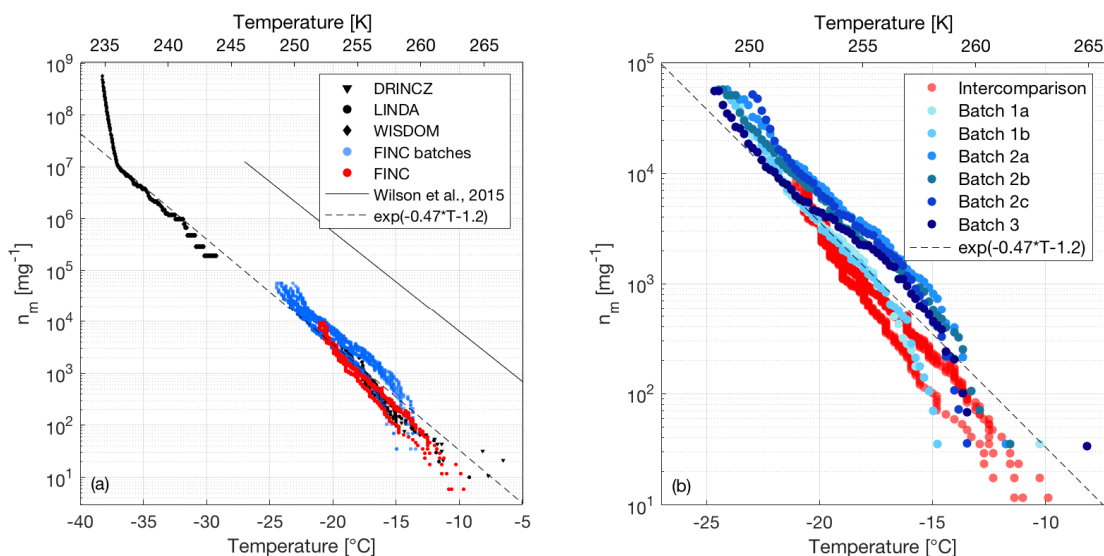 Temperature [K]
235 240 245 250 255 260 265
10^9
10^8
10^7
10^6
10^5
10^4
10^3
10^2
10^1
n_m [mg^-1]
DRINCZ
LINDA
WISDOM
FINC batches
FINC
Wilson et al., 2015
exp(-0.47*T-1.2)
(a)
-40 -35 -30 -25 -20 -15 -10 -5
Temperature [°C]
Temperature [K]
250 255 260 265
10^5
10^4
10^3
10^2
10^1
n_m [mg^-1]
Intercomparison
Batch 1a
Batch 1b
Batch 2a
Batch 2b
Batch 2c
Batch 3
exp(-0.47*T-1.2)
(b)
-25 -20 -15 -10
Temperature [°C]